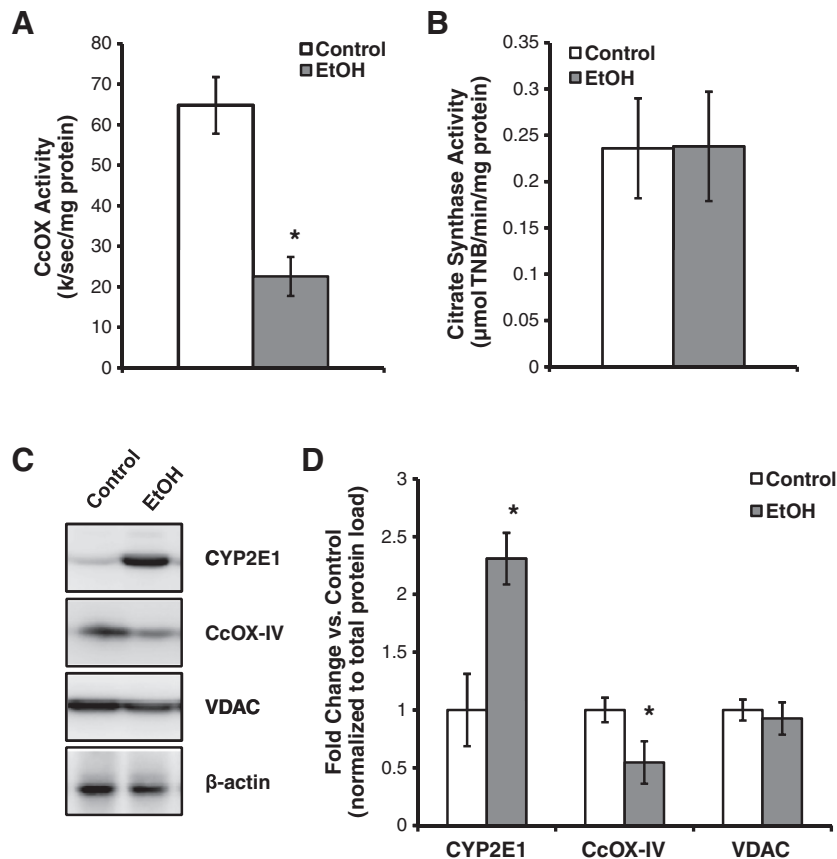 A
CcOX Activity
(k/sec/mg protein)
80
70
60
50
40
30
20
10
0
Control
EtOH
*
B
Citrate Synthase Activity
(µmol TNB/min/mg protein)
0.35
0.3
0.25
0.2
0.15
0.1
0.05
0
Control
EtOH
C
Control
EtOH
CYP2E1
CcOX-IV
VDAC
β-actin
D
Fold Change vs. Control
(normalized to total protein load)
3
2.5
2
1.5
1
0.5
0
Control
EtOH
*
*
CYP2E1
CcOX-IV
VDAC